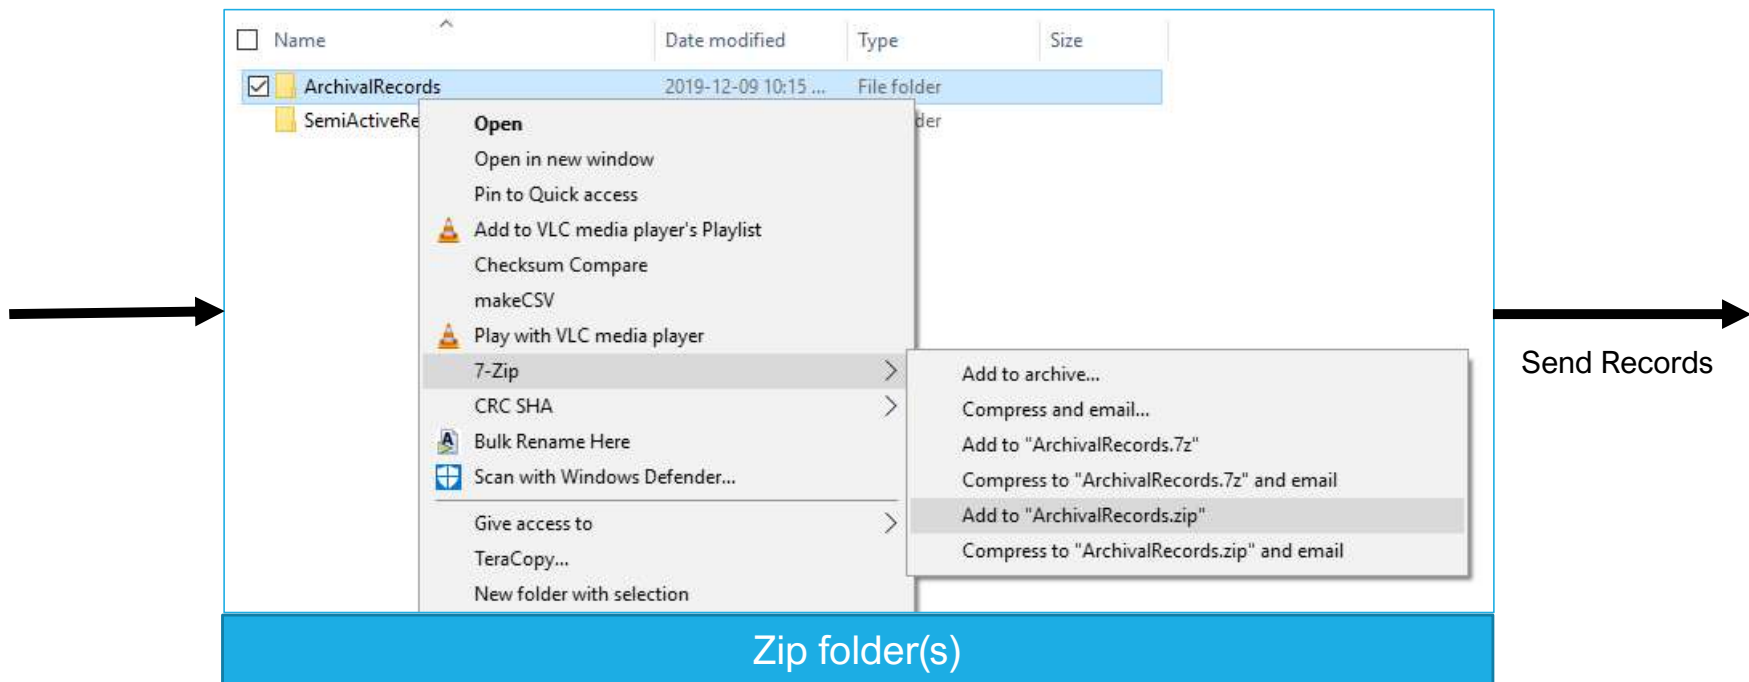 Name Date modified Type Size
ArchivalRecords 2019-12-09 10:15 ... File folder
SemiActiveRe der
Open
Open in new window
Pin to Quick access
Add to VLC media player's Playlist
Checksum Compare
makeCSV
Play with VLC media player
7-Zip
CRC SHA
Bulk Rename Here
Scan with Windows Defender...
Give access to
TeraCopy...
New folder with selection
Add to archive...
Compress and email...
Add to "ArchivalRecords.7z"
Compress to "ArchivalRecords.7z" and email
Add to "ArchivalRecords.zip"
Compress to "ArchivalRecords.zip" and email
Send Records
Zip folder(s)